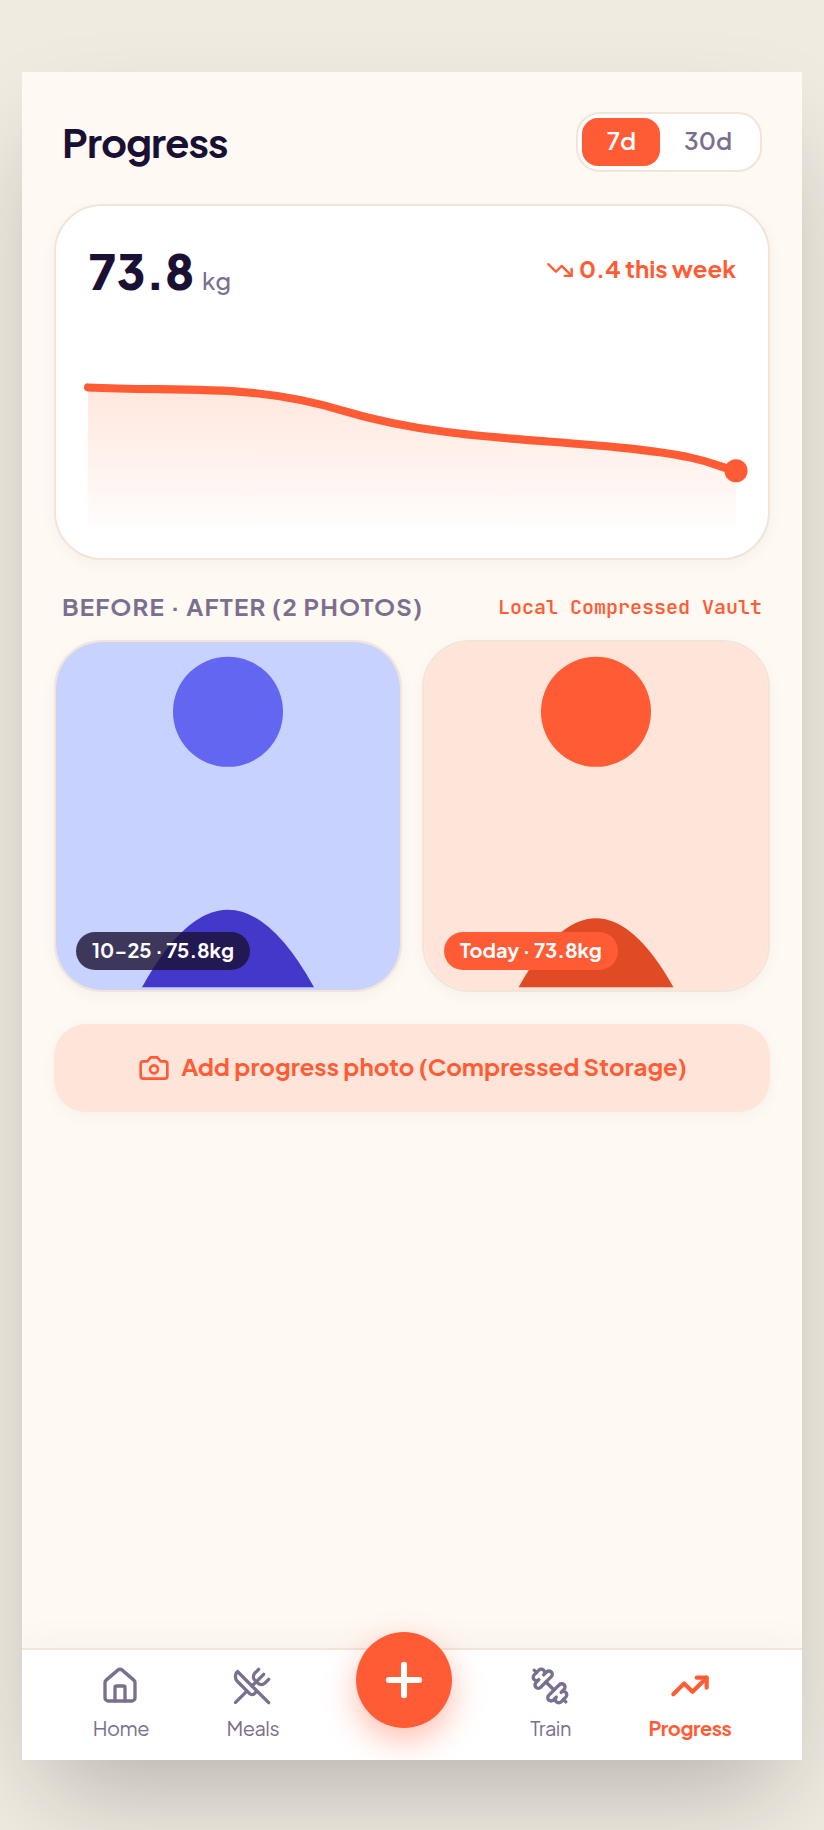 Progress
7d 30d
73.8 kg
0.4 this week
BEFORE · AFTER (2 PHOTOS)
Local Compressed Vault
10–25 · 75.8kg
Today · 73.8kg
Add progress photo (Compressed Storage)
Home Meals Train Progress